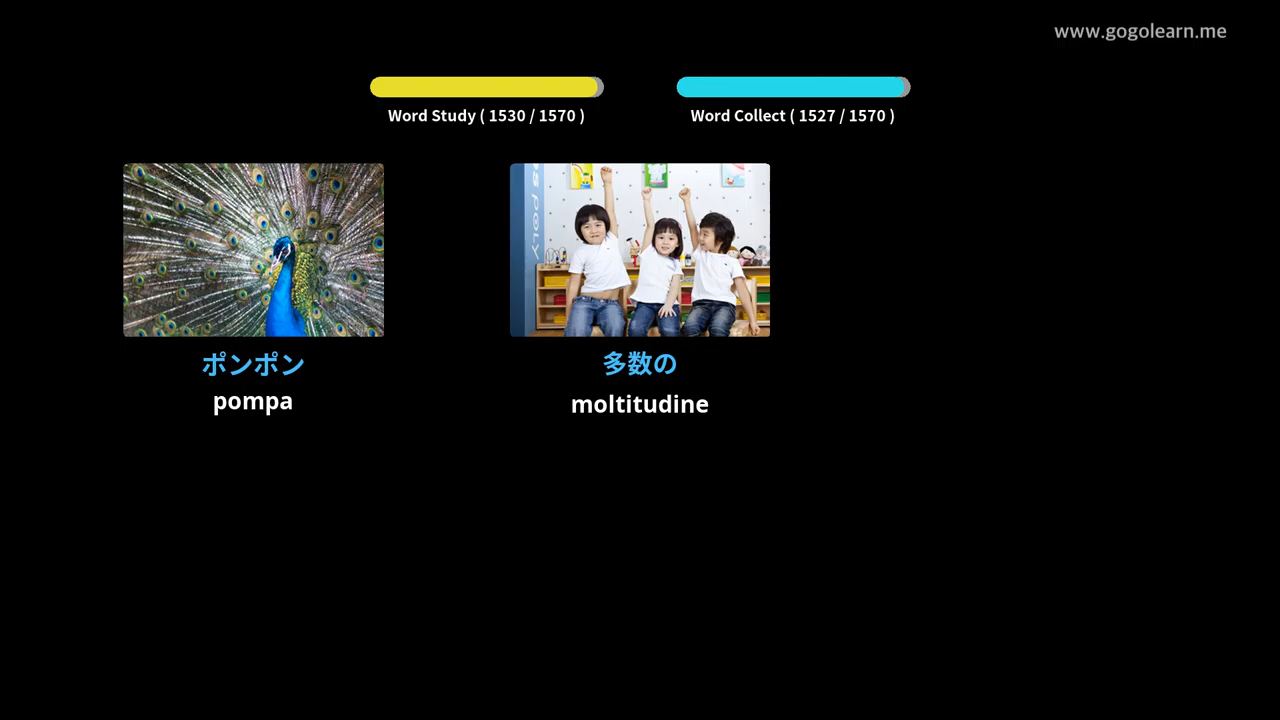 www.gogolearn.me
Word Study ( 1530 / 1570 )
Word Collect ( 1527 / 1570 )
ポンポン
pompa
多数の
moltitudine